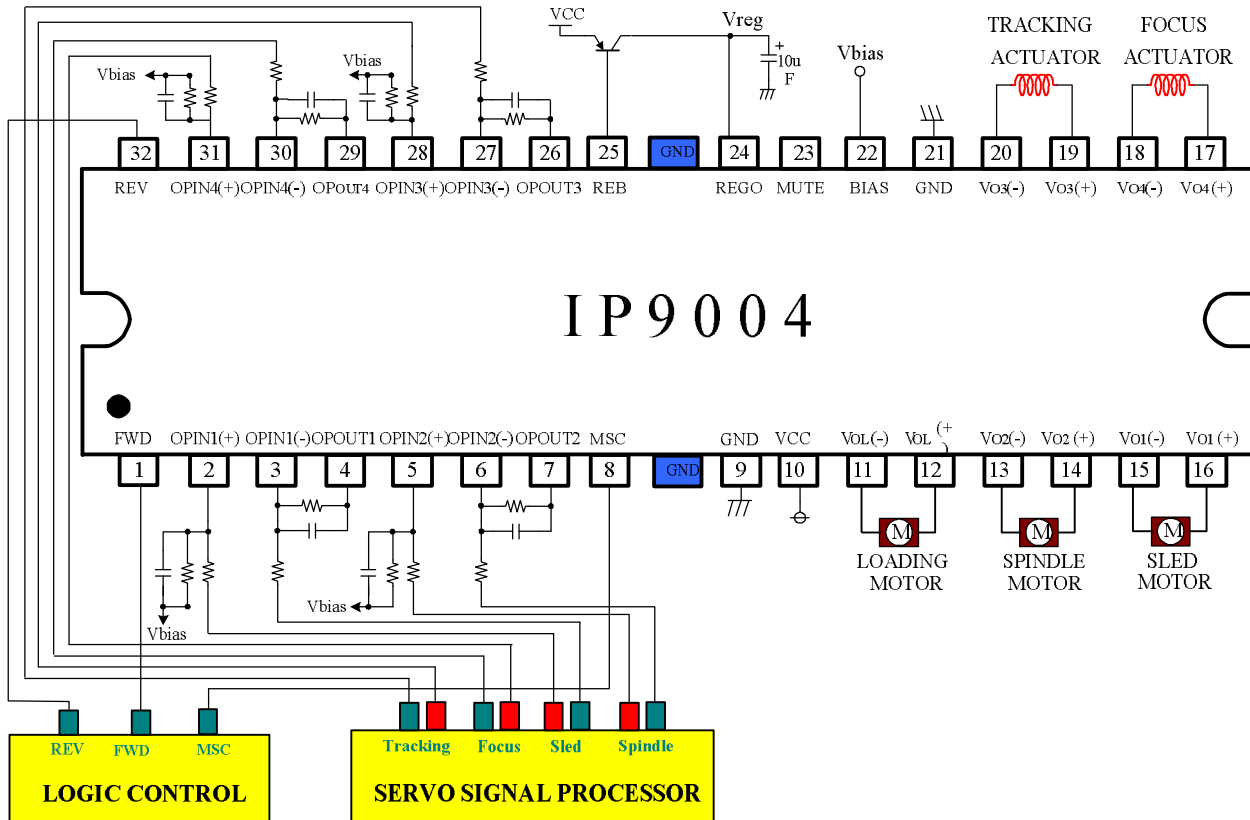 VCC
Vreg
+
10u
F
Vbias
TRACKING
ACTUATOR
FOCUS
ACTUATOR
Vbias
Vbias
32 31 30 29 28 27 26 25 GND 24 23 22 21 20 19 18 17
REV OPIN4(+) OPIN4(-) OPOUT4 OPIN3(+) OPIN3(-) OPOUT3 REB REGO MUTE BIAS GND VO3(-) VO3(+) VO4(-) VO4(+)
IP9004
FWD OPIN1(+) OPIN1(-) OPOUT1 OPIN2(+) OPIN2(-) OPOUT2 MSC GND VCC VOL(-) VOL (+) VO2(-) VO2(+) VO1(-) VO1(+)
1 2 3 4 5 6 7 8 GND 9 10 11 12 13 14 15 16
M M M
LOADING
MOTOR
SPINDLE
MOTOR
SLED
MOTOR
Vbias
Vbias
REV FWD MSC
LOGIC CONTROL
Tracking Focus Sled Spindle
SERVO SIGNAL PROCESSOR